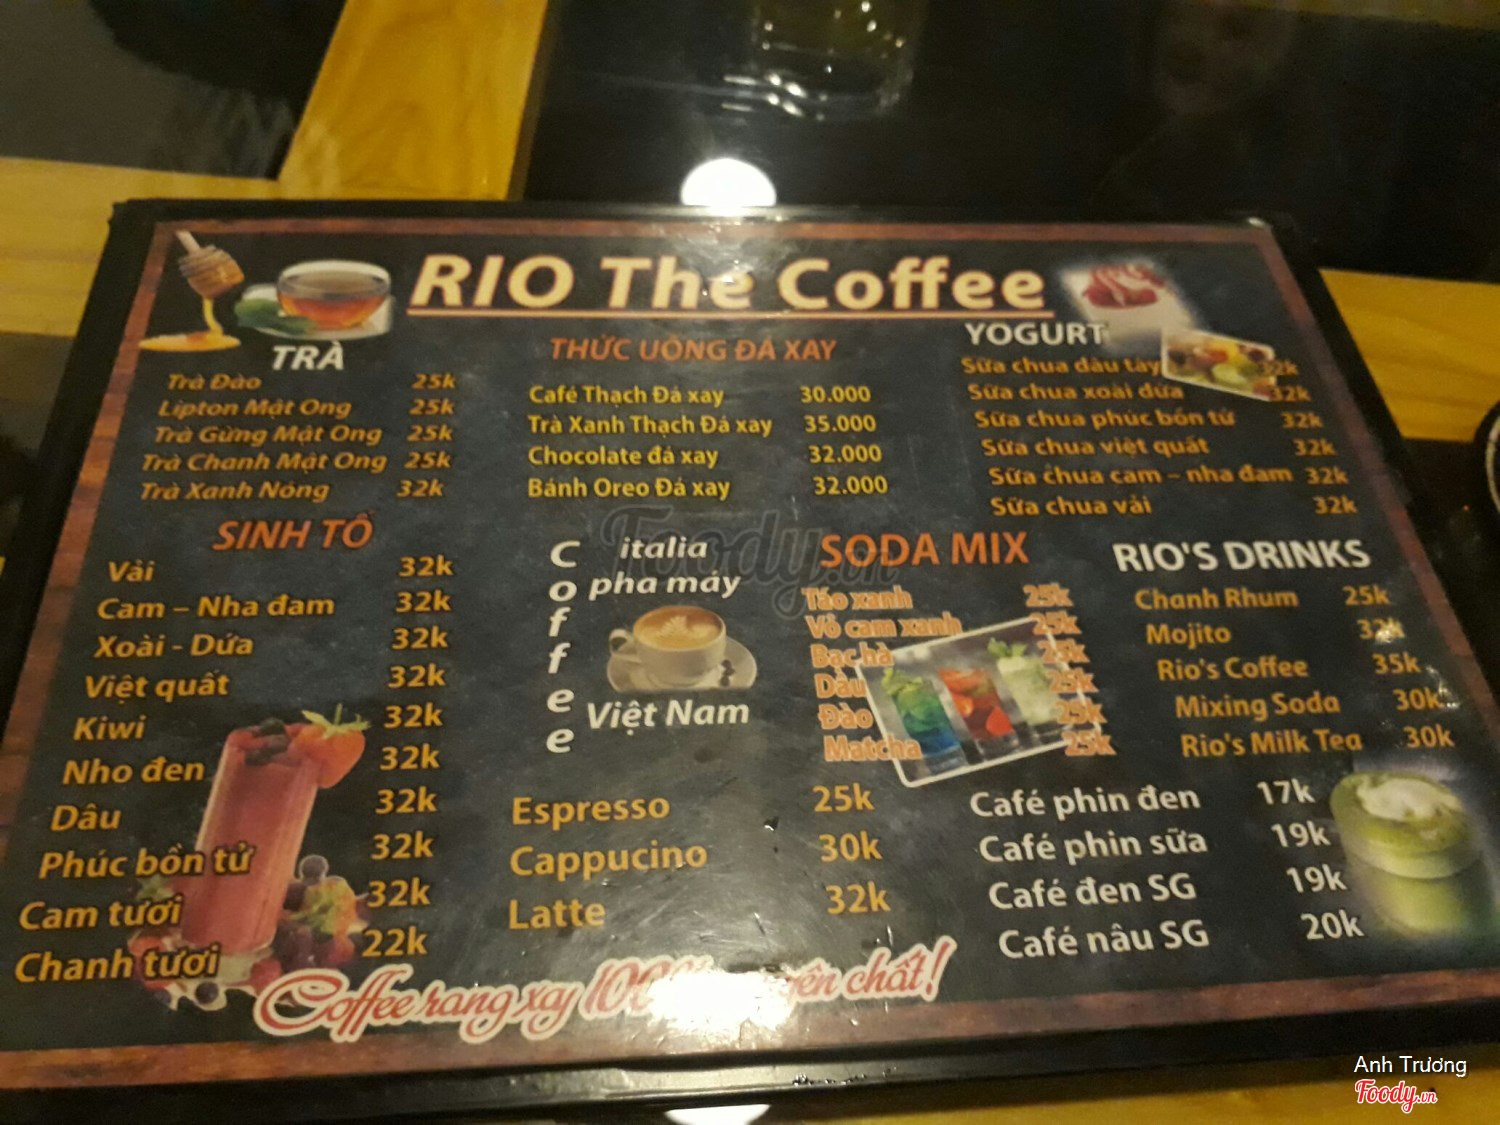 RIO The Coffee
TRÀ
Trà Đào 25k
Lipton Mật Ong 25k
Trà Gừng Mật Ong 25k
Trà Chanh Mật Ong 25k
Trà Xanh Nóng 32k
THỨC UỐNG ĐÁ XAY
Café Thạch Đá xay 30.000
Trà Xanh Thạch Đá xay 35.000
Chocolate đá xay 32.000
Bánh Oreo Đá xay 32.000
YOGURT
Sữa chua dâu tây 32k
Sữa chua xoài dứa 32k
Sữa chua phúc bồn tử 32k
Sữa chua việt quất 32k
Sữa chua cam – nha đam 32k
Sữa chua vải 32k
SINH TỐ
Vải 32k
Cam – Nha đam 32k
Xoài - Dứa 32k
Việt quất 32k
Kiwi 32k
Nho đen 32k
Dâu 32k
Phúc bồn tử 32k
Cam tươi 32k
Chanh tươi 22k
Coffee
italia
pha máy
Việt Nam
Espresso 25k
Cappucino 30k
Latte 32k
SODA MIX
Táo xanh 25k
Vỏ cam xanh 25k
Bạc hà 25k
Dâu 25k
Đào 25k
Matcha 25k
RIO'S DRINKS
Chanh Rhum 25k
Mojito 32k
Rio's Coffee 35k
Mixing Soda 30k
Rio's Milk Tea 30k
Café phin đen 17k
Café phin sữa 19k
Café đen SG 19k
Café nâu SG 20k
Coffee rang xay chất!
Foody.vn
Anh Trương
Foody.vn